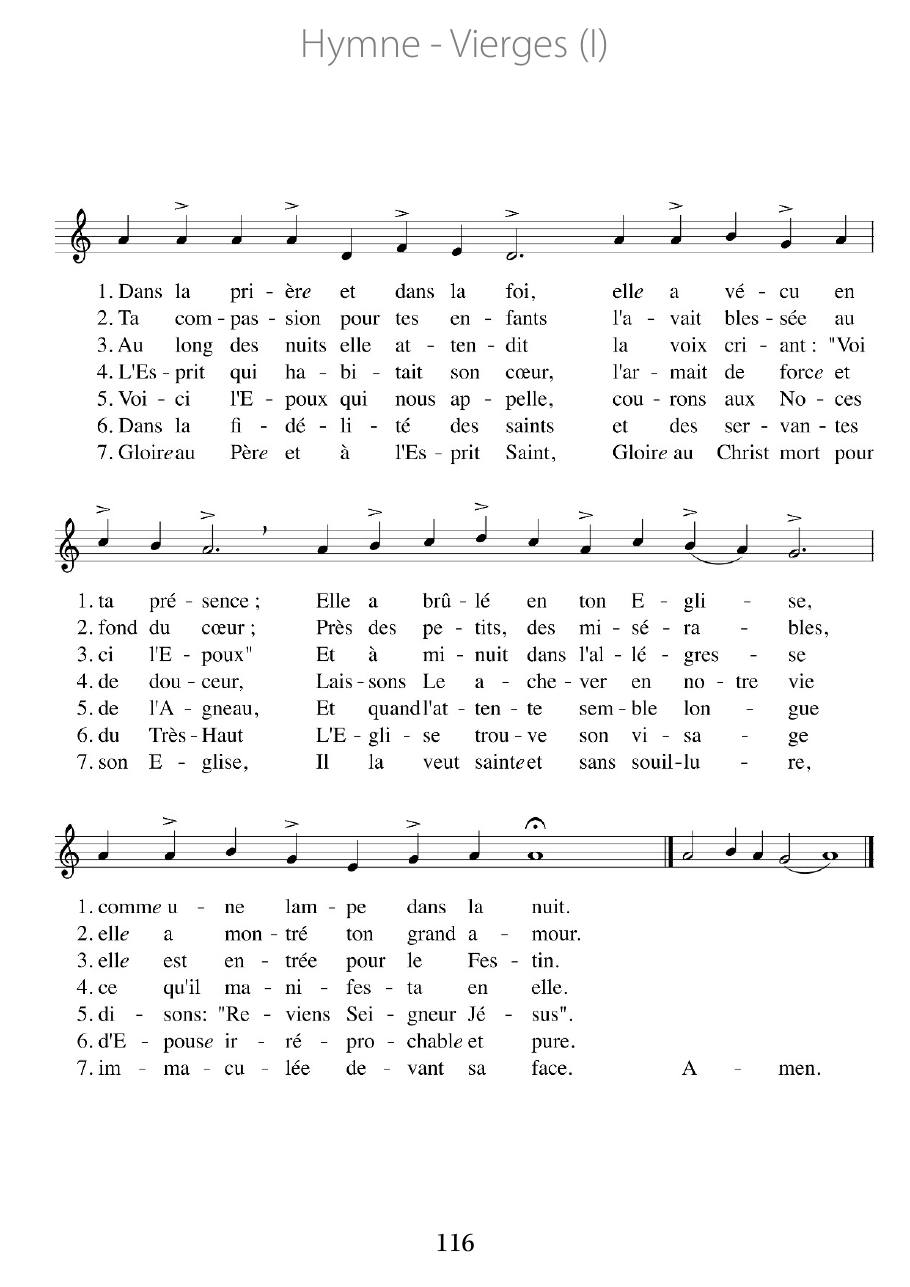 Hymne - Vierges (I)
1. Dans la pri - ère et dans la foi, elle a vé - cu en
2. Ta com - pas - sion pour tes en - fants l'a - vait bles - sée au
3. Au long des nuits elle at - ten - dit la voix cri - ant : "Voi
4. L'Es - prit qui ha - bi - tait son cœur, l'ar - mait de force et
5. Voi - ci l'E - poux qui nous ap - pelle, cou - rons aux No - ces
6. Dans la fi - dé - li - té des saints et des ser - van - tes
7. Gloire au Père et à l'Es - prit Saint, Gloire au Christ mort pour
1. ta pré - sence ; Elle a brû - lé en ton E - gli - se,
2. fond du cœur ; Près des pe - tits, des mi - sé - ra - bles,
3. ci l'E - poux" Et à mi - nuit dans l'al - lé - gres - se
4. de dou - ceur, Lais - sons Le a - che - ver en no - tre vie
5. de l'A - gneau, Et quand l'at - ten - te sem - ble lon - gue
6. du Très - Haut L'E - gli - se trou - ve son vi - sa - ge
7. son E - glise, Il la veut sainte et sans souil - lu - re,
1. comme u - ne lam - pe dans la nuit.
2. elle a mon - tré ton grand a - mour.
3. elle est en - trée pour le Fes - tin.
4. ce qu'il ma - ni - fes - ta en elle.
5. di - sons: "Re - viens Sei - gneur Jé - sus".
6. d'E - pouse ir - ré - pro - chable et pure.
7. im - ma - cu - lée de - vant sa face. A - men.
116